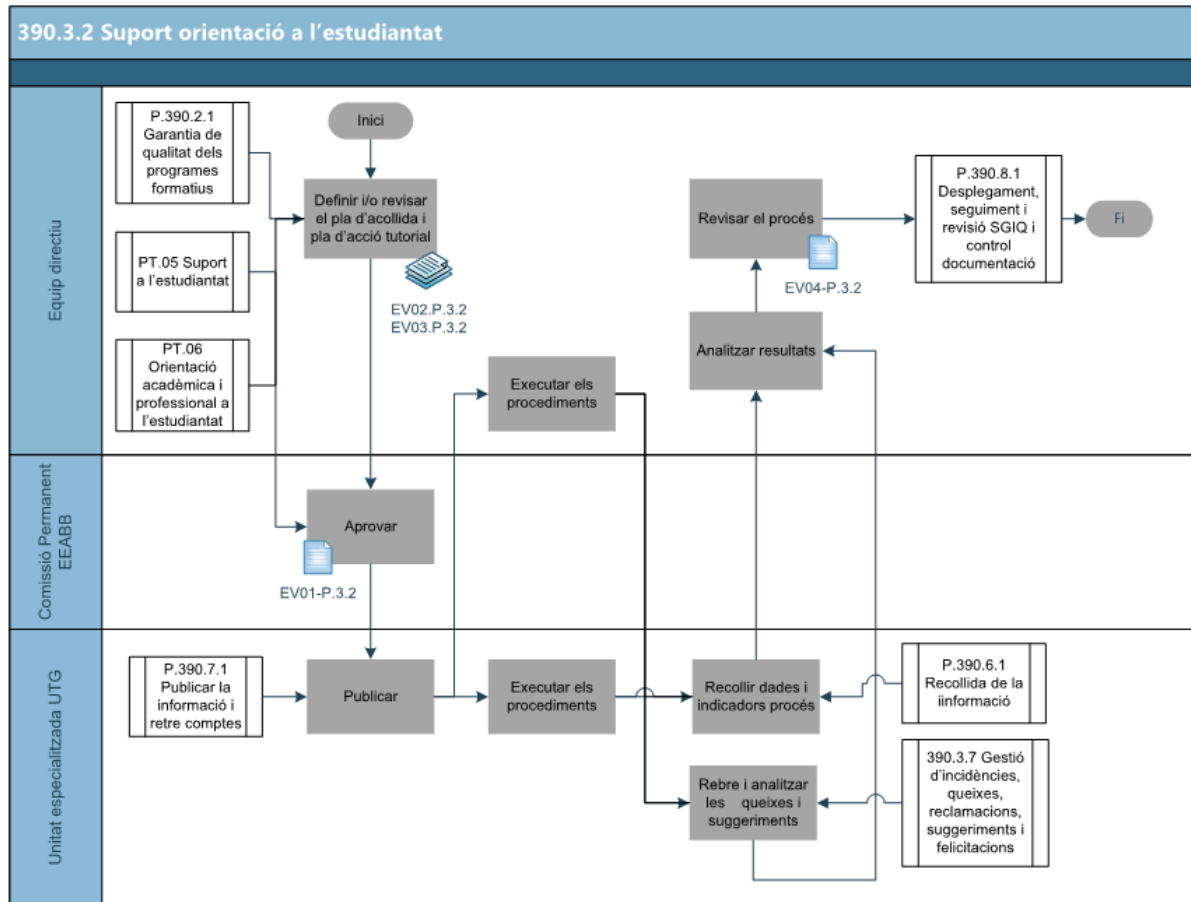 390.3.2 Suport orientació a l'estudiantat
Equip directiu
P.390.2.1
Garantia de
qualitat dels
programes
formatius
Inici
Definir i/o revisar
el pla d'acollida i
pla d'acció tutorial
EV02.P.3.2
EV03.P.3.2
PT.05 Suport
a l'estudiantat
PT.06
Orientació
acadèmica i
professional a
l'estudiantat
Executar els
procediments
Revisar el procés
EV04-P.3.2
Analitzar resultats
P.390.8.1
Desplegament,
seguiment i
revisió SGIQ i
control
documentació
Fi
Comissió Permanent
EEABB
Aprovar
EV01-P.3.2
Unitat especialitzada UTG
P.390.7.1
Publicar la
informació i
retre comptes
Publicar
Executar els
procediments
Recollir dades i
indicadors procés
P.390.6.1
Recollida de la
iinformació
Rebre i analitzar
les queixes i
suggeriments
390.3.7 Gestió
d'incidències,
queixes,
reclamacions,
suggeriments i
felicitacions